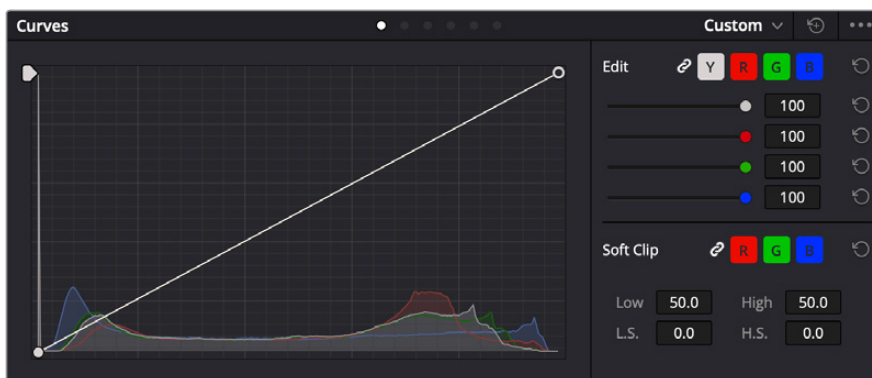 Curves
Custom
Edit Y R G B
100
100
100
100
Soft Clip R G B
Low 50.0 High 50.0
L.S. 0.0 H.S. 0.0